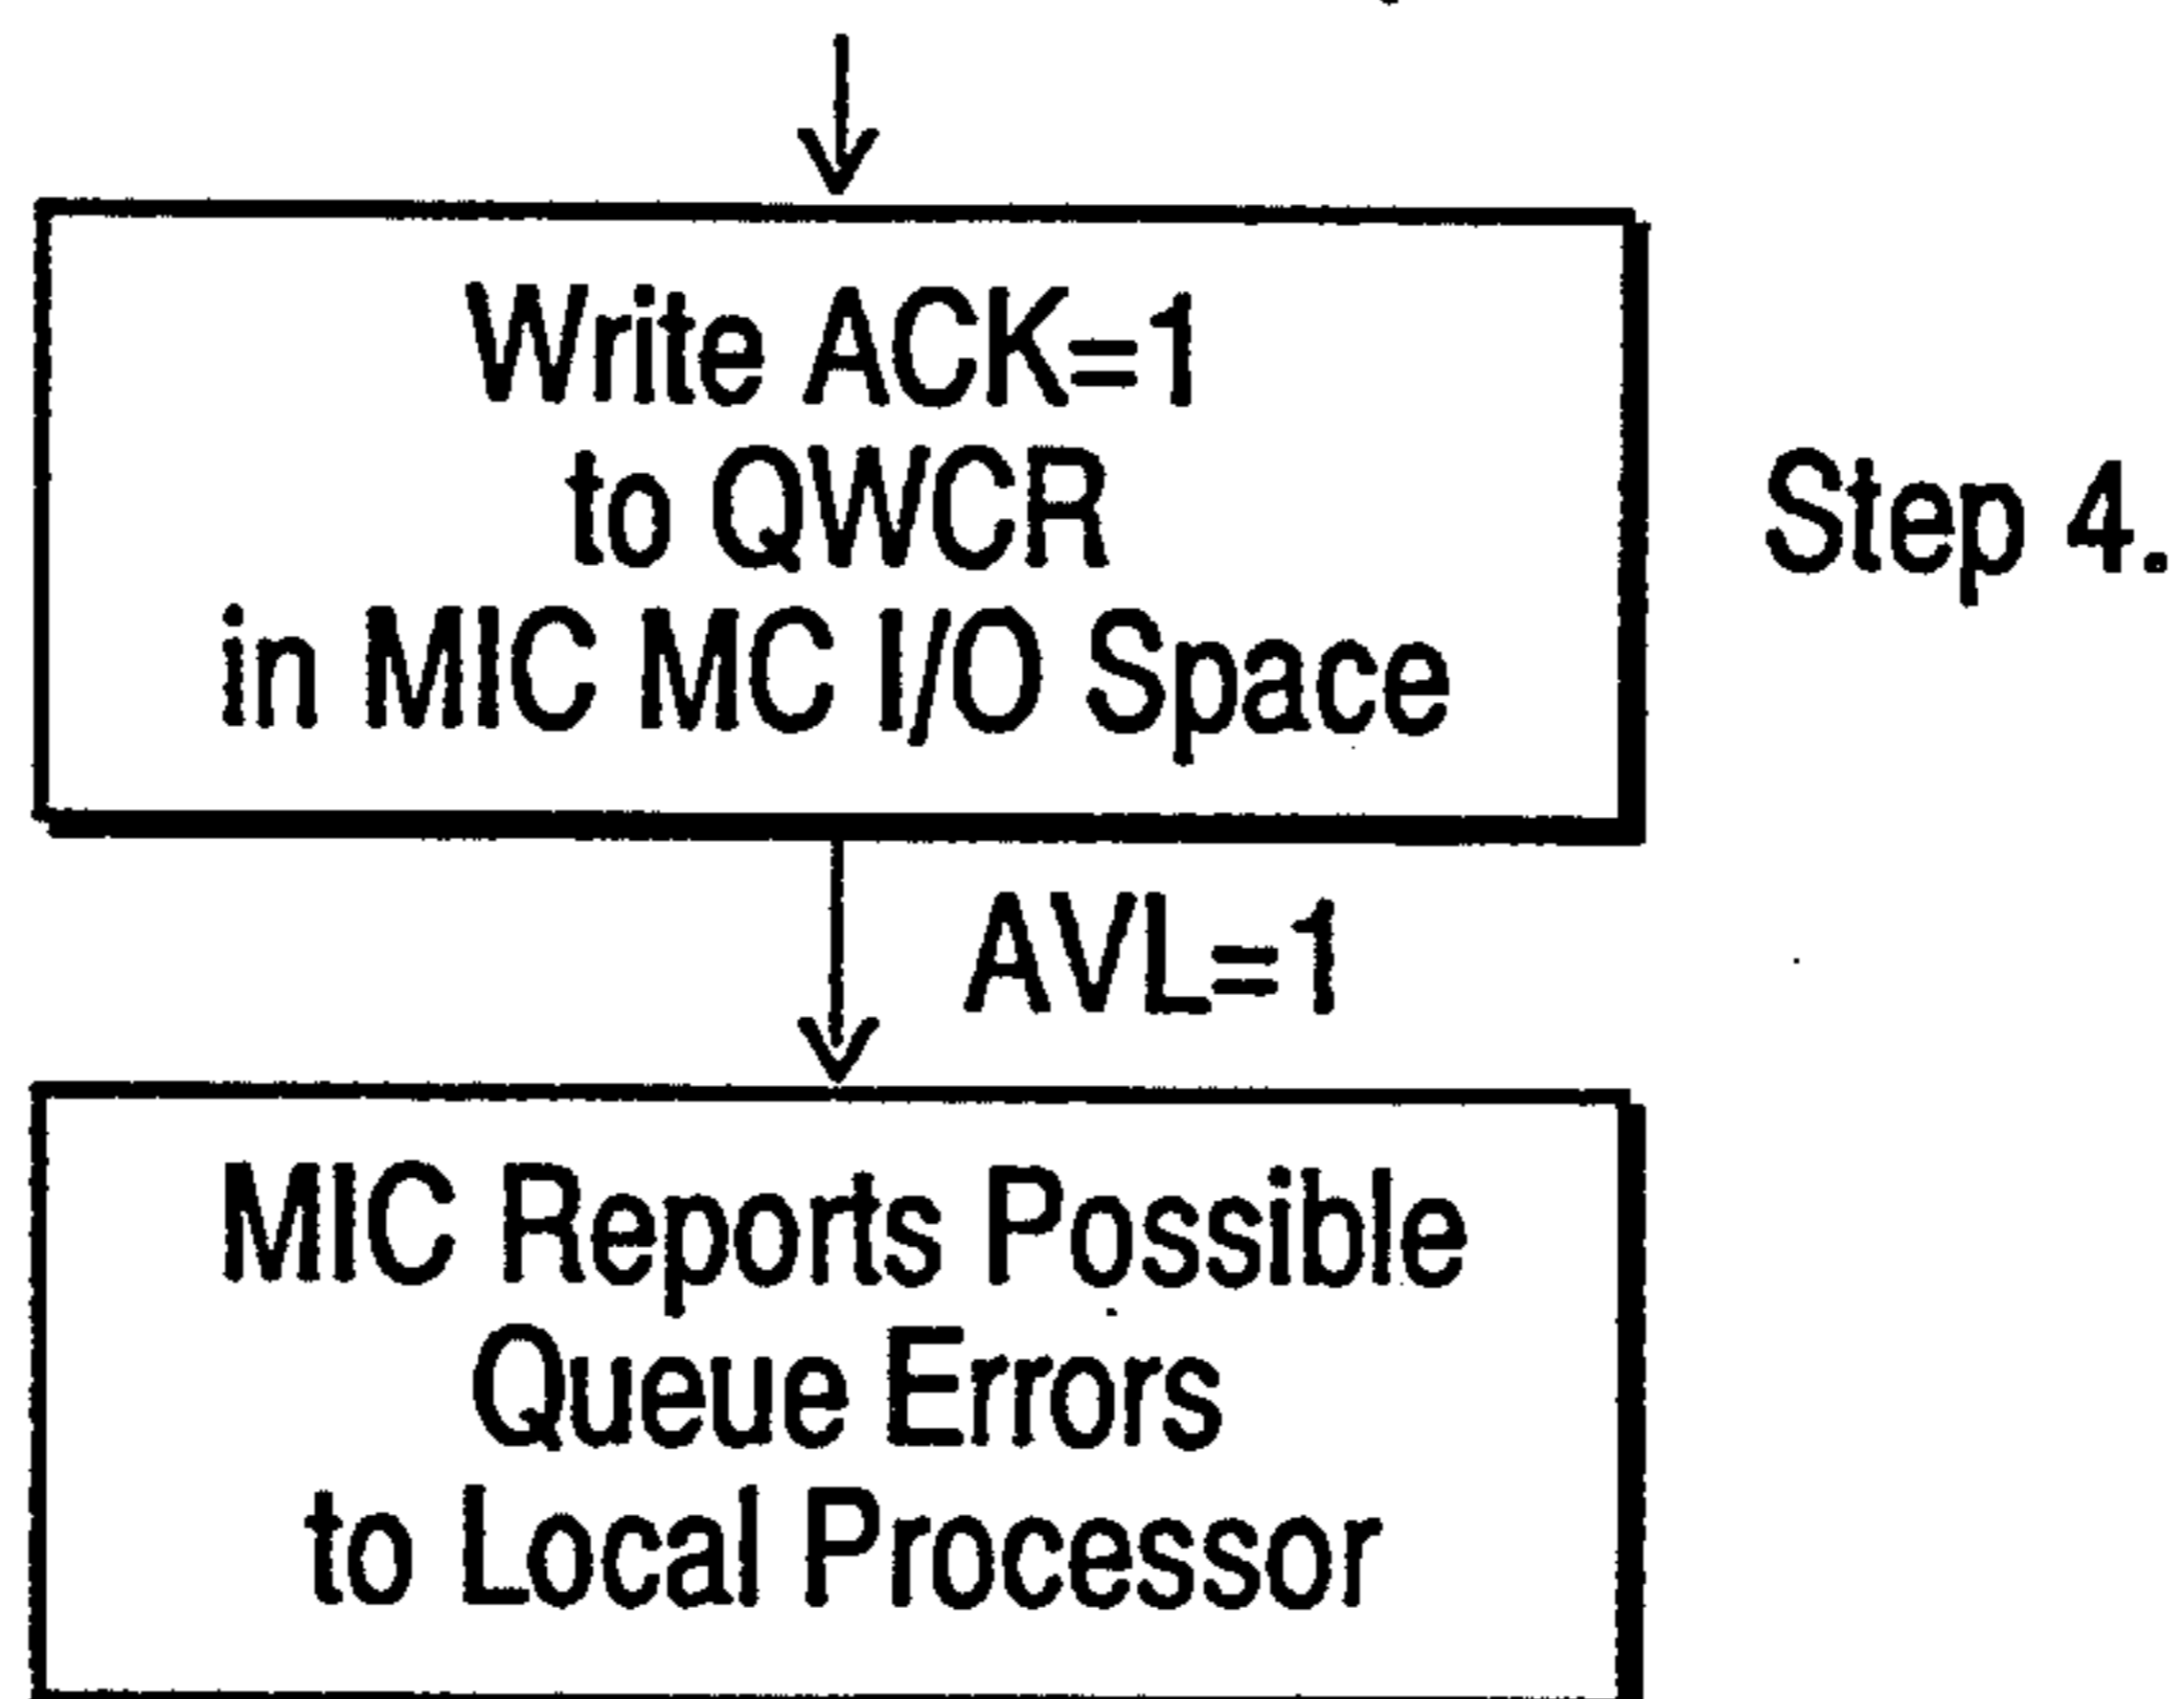 Write ACK=1
to QWCR
in MIC MC I/O Space
Step 4.
AVL=1
MIC Reports Possible
Queue Errors
to Local Processor